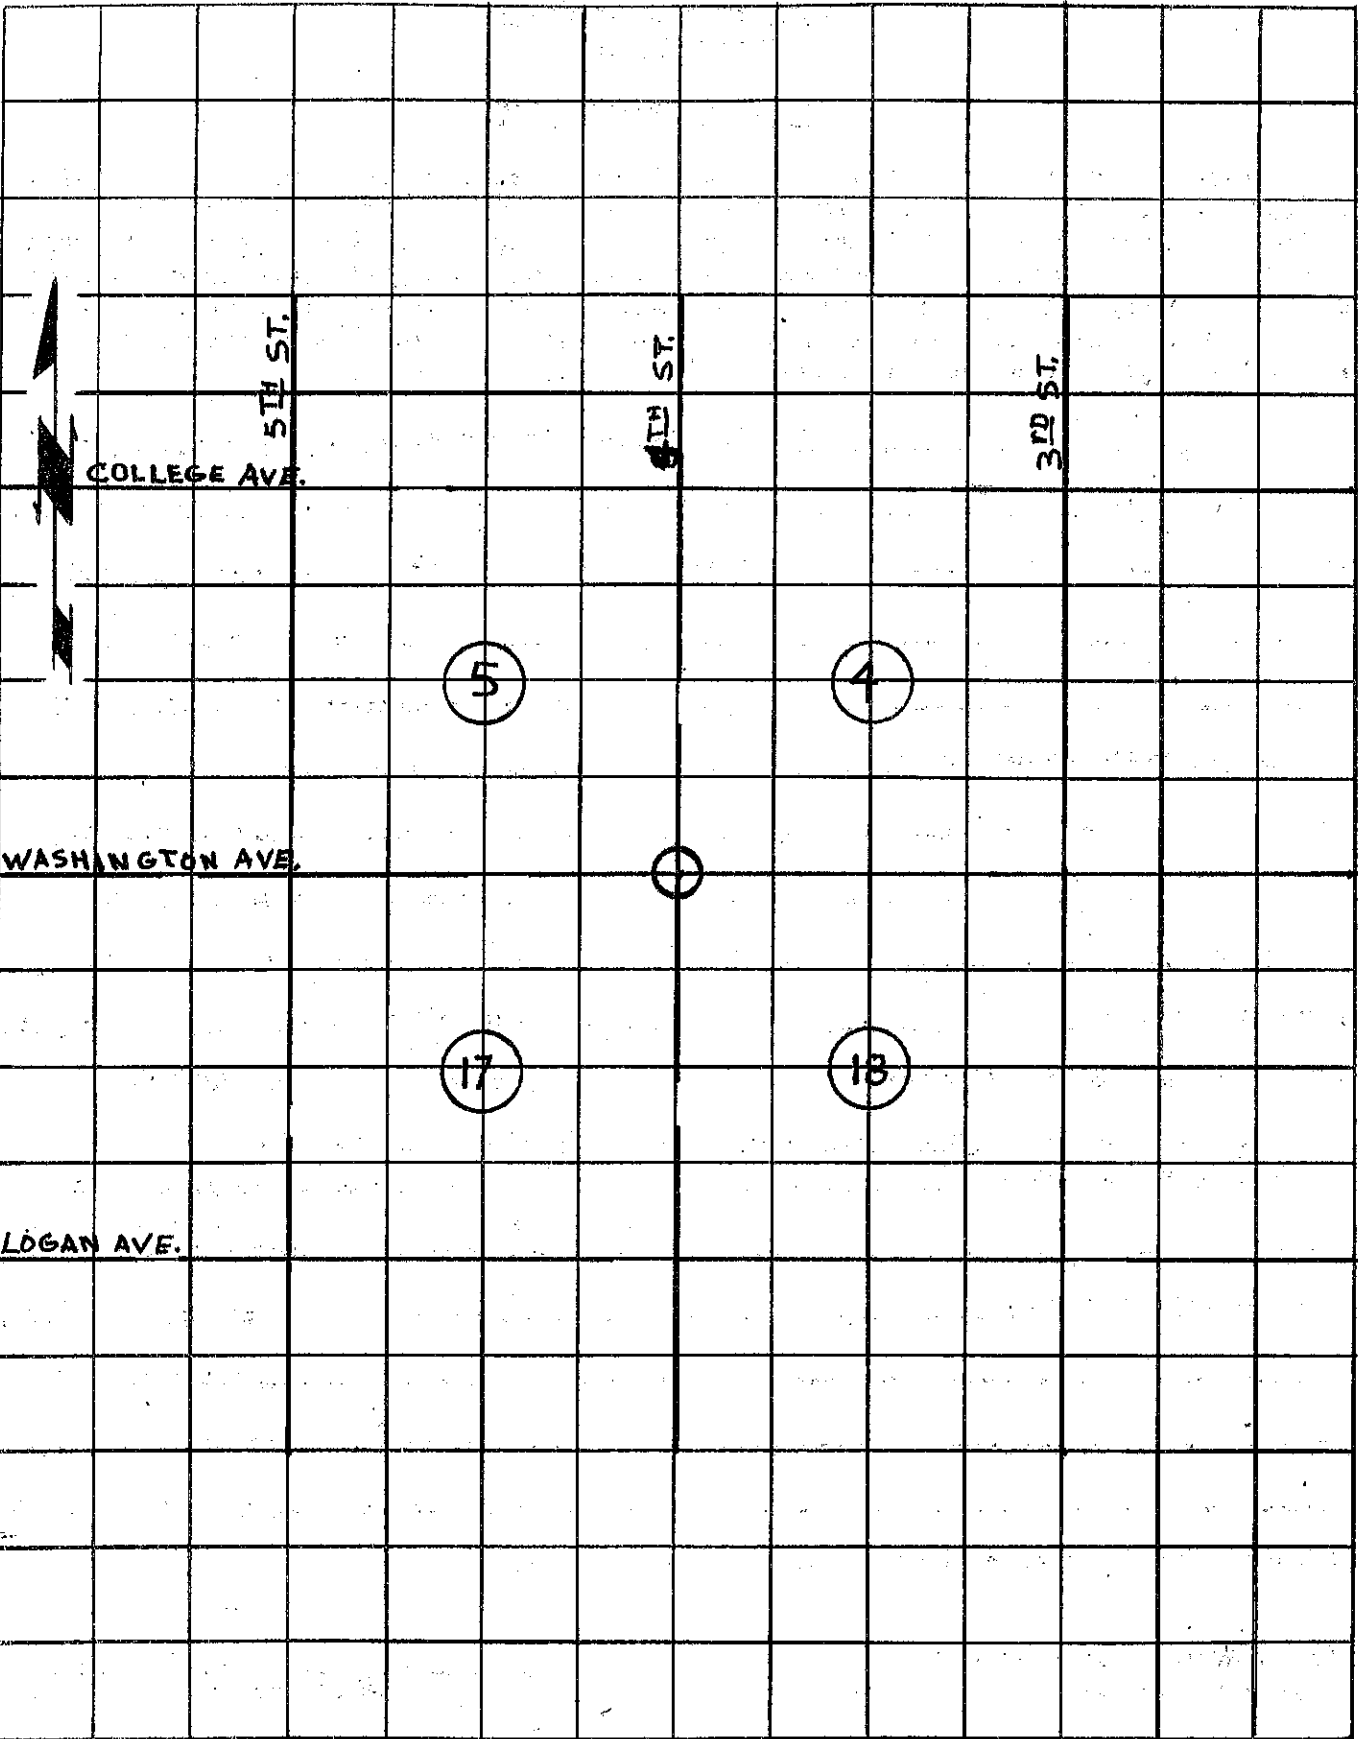 5TH ST.
4TH ST.
3RD ST.
COLLEGE AVE.
5
4
WASHINGTON AVE.
17
18
LOGAN AVE.